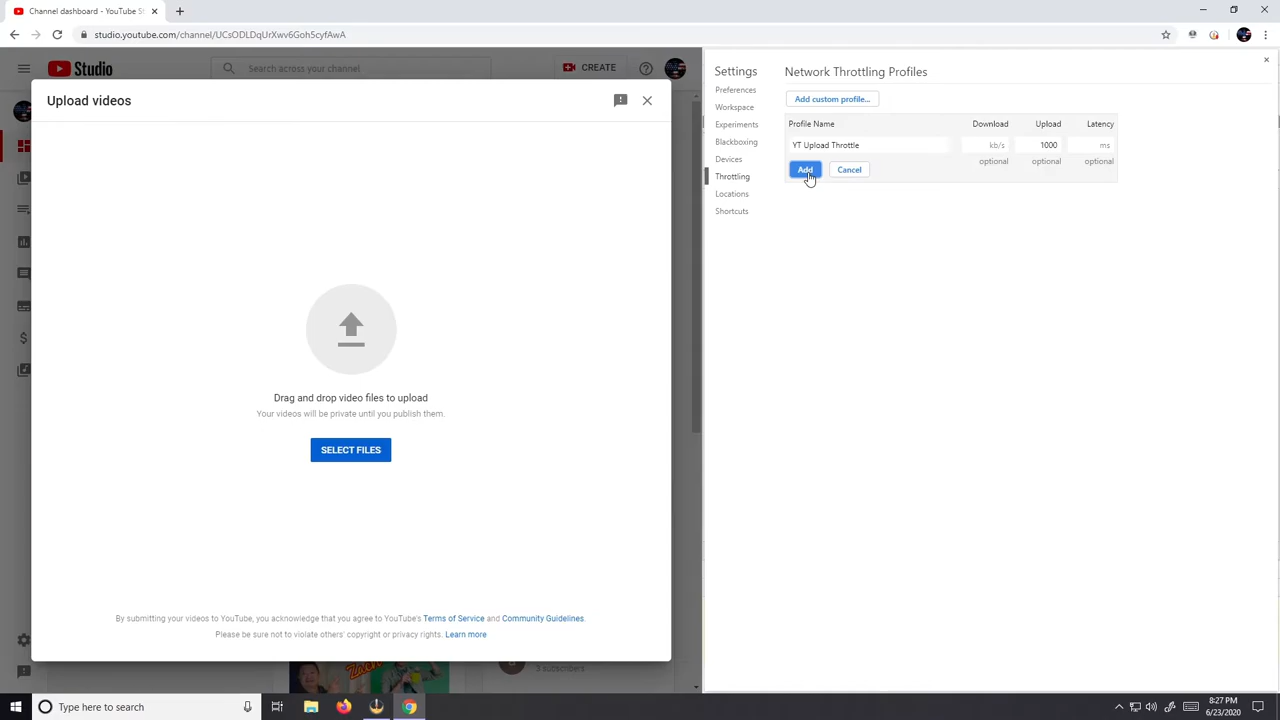 Channel dashboard - YouTube St
studio.youtube.com/channel/UCsODLDqUrXwv6Goh5cyfAwA
Studio
Search across your channel
CREATE
Upload videos
Drag and drop video files to upload
Your videos will be private until you publish them.
SELECT FILES
By submitting your videos to YouTube, you acknowledge that you agree to YouTube's Terms of Service and Community Guidelines.
Please be sure not to violate others' copyright or privacy rights. Learn more
3 subscribers
Settings
Preferences
Workspace
Experiments
Blackboxing
Devices
Throttling
Locations
Shortcuts
Network Throttling Profiles
Add custom profile...
Profile Name Download Upload Latency
YT Upload Throttle kb/s 1000 ms
optional optional optional
Add Cancel
Type here to search
8:27 PM
6/23/2020